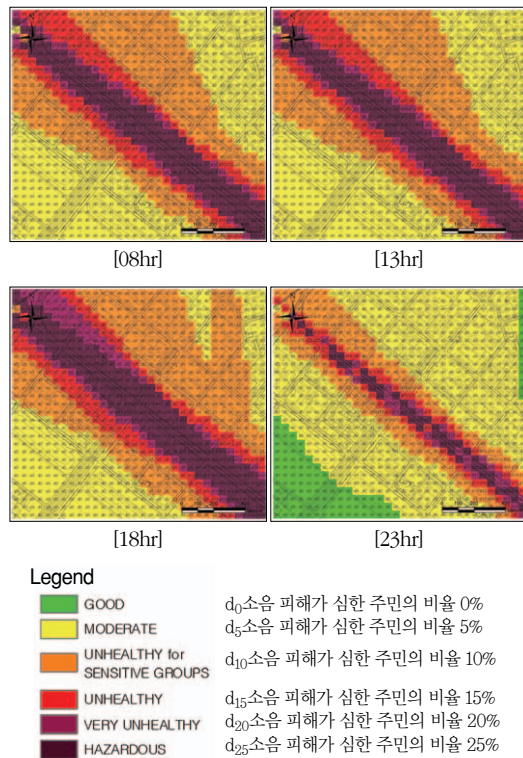 [08hr]
[13hr]
[18hr]
[23hr]
Legend
GOOD
MODERATE
UNHEALTHY for
SENSITIVE GROUPS
UNHEALTHY
VERY UNHEALTHY
HAZARDOUS
d0소음 피해가 심한 주민의 비율 0%
d5소음 피해가 심한 주민의 비율 5%
d10소음 피해가 심한 주민의 비율 10%
d15소음 피해가 심한 주민의 비율 15%
d20소음 피해가 심한 주민의 비율 20%
d25소음 피해가 심한 주민의 비율 25%